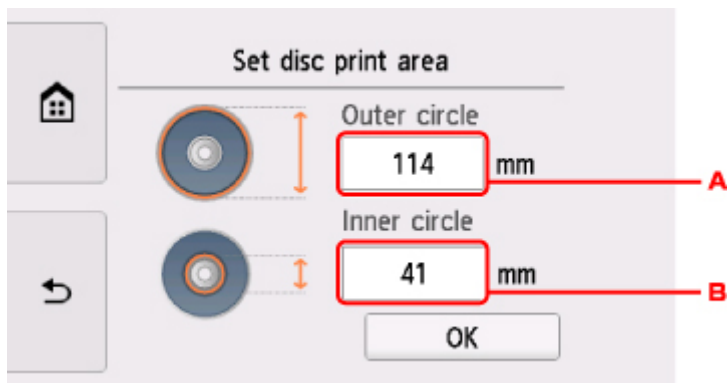 Set disc print area
Outer circle
114 mm
A
Inner circle
41 mm
B
OK